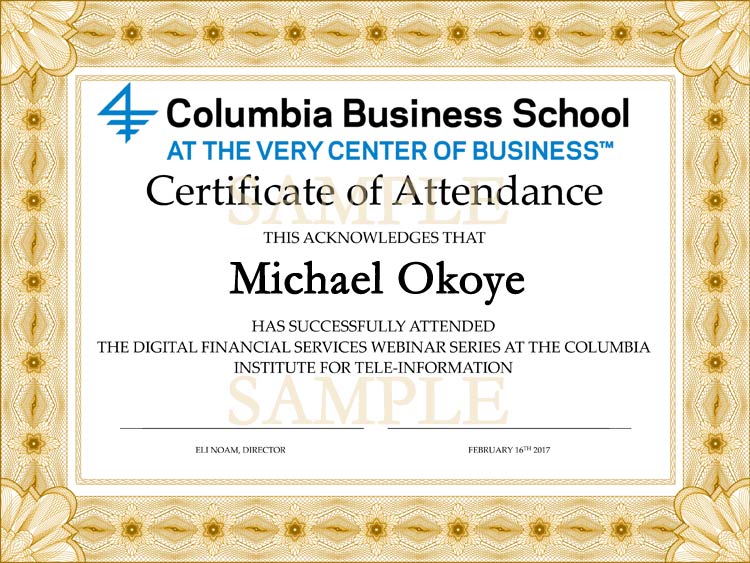 Columbia Business School
AT THE VERY CENTER OF BUSINESS™
Certificate of Attendance
SAMPLE
THIS ACKNOWLEDGES THAT
Michael Okoye
HAS SUCCESSFULLY ATTENDED
THE DIGITAL FINANCIAL SERVICES WEBINAR SERIES AT THE COLUMBIA
INSTITUTE FOR TELE-INFORMATION
SAMPLE
ELI NOAM, DIRECTOR
FEBRUARY 16TH 2017